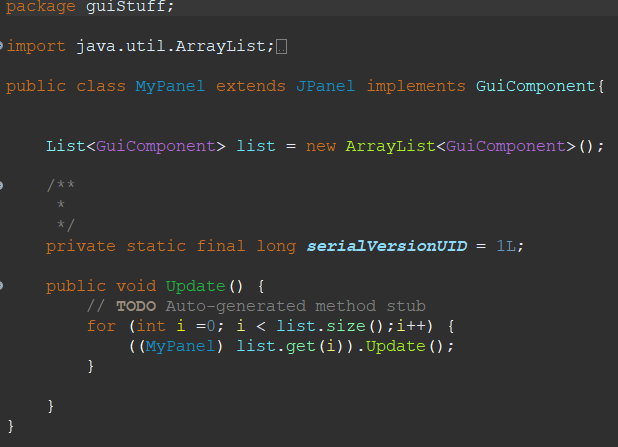 package guiStuff;
import java.util.ArrayList;
public class MyPanel extends JPanel implements GuiComponent{
List<GuiComponent> list = new ArrayList<GuiComponent>();
/**
*
*/
private static final long serialVersionUID = 1L;
public void Update() {
// TODO Auto-generated method stub
for (int i =0; i < list.size();i++) {
((MyPanel) list.get(i)).Update();
}
}
}